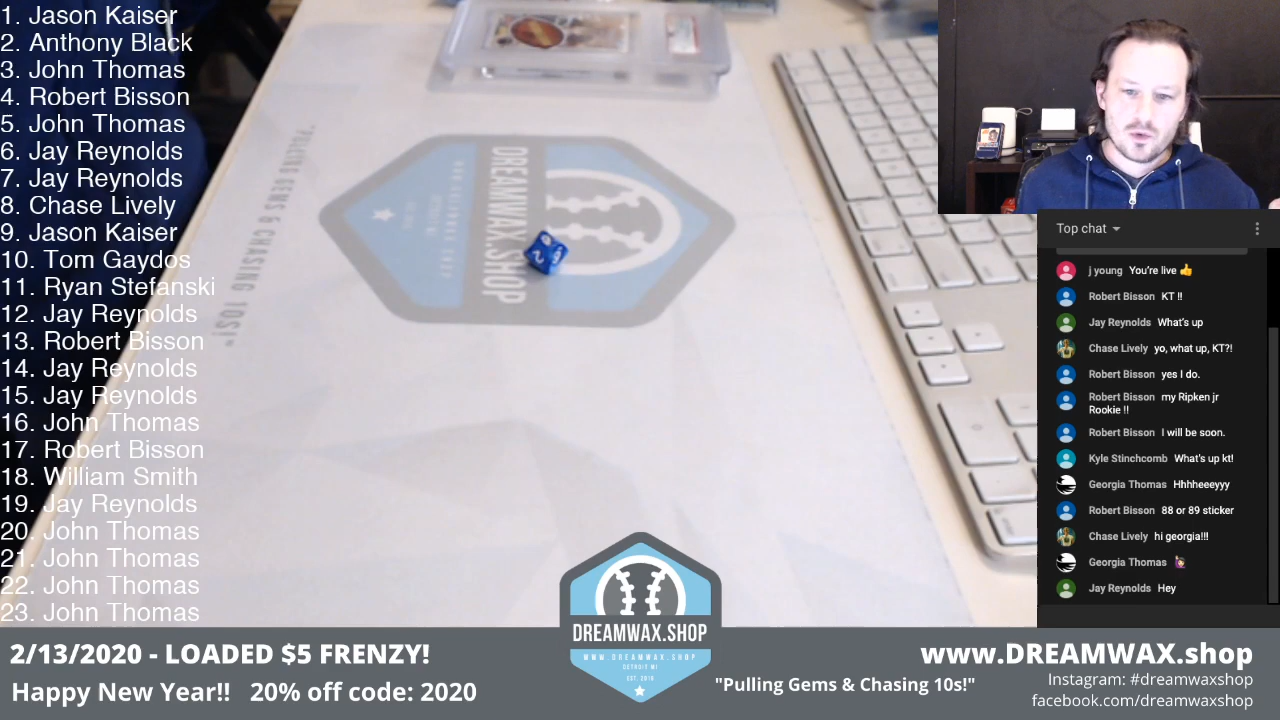 1. Jason Kaiser
2. Anthony Black
3. John Thomas
4. Robert Bisson
5. John Thomas
6. Jay Reynolds
7. Jay Reynolds
8. Chase Lively
9. Jason Kaiser
10. Tom Gaydos
11. Ryan Stefanski
12. Jay Reynolds
13. Robert Bisson
14. Jay Reynolds
15. Jay Reynolds
16. John Thomas
17. Robert Bisson
18. William Smith
19. Jay Reynolds
20. John Thomas
21. John Thomas
22. John Thomas
23. John Thomas
"PULLING GEMS & CHASING 10S!"
DREAMWAX.SHOP
Top chat
j young You're live 👍
Robert Bisson KT !!
Jay Reynolds What's up
Chase Lively yo, what up, KT?!
Robert Bisson yes I do.
Robert Bisson my Ripken jr
Rookie !!
Robert Bisson I will be soon.
Kyle Stinchcomb What's up kt!
Georgia Thomas Hhhheeeyyy
Robert Bisson 88 or 89 sticker
Chase Lively hi georgia!!!
Georgia Thomas 🙋🏻‍♀️
Jay Reynolds Hey
2/13/2020 - LOADED $5 FRENZY!
Happy New Year!! 20% off code: 2020
DREAMWAX.SHOP
WWW.DREAMWAX.SHOP
DETROIT MI
EST. 2018
"Pulling Gems & Chasing 10s!"
www.DREAMWAX.shop
Instagram: #dreamwaxshop
facebook.com/dreamwaxshop